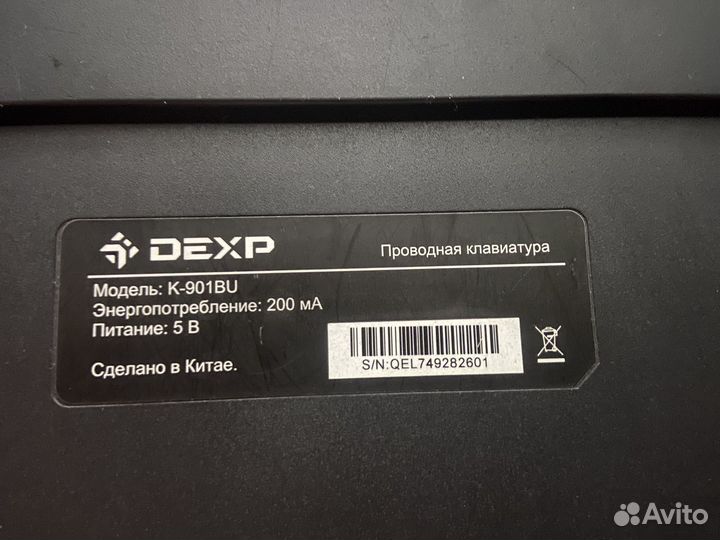 DEXP
Проводная клавиатура
Модель: K-901BU
Энергопотребление: 200 мА
Питание: 5 В
Сделано в Китае.
S/N:QEL749282601
Avito